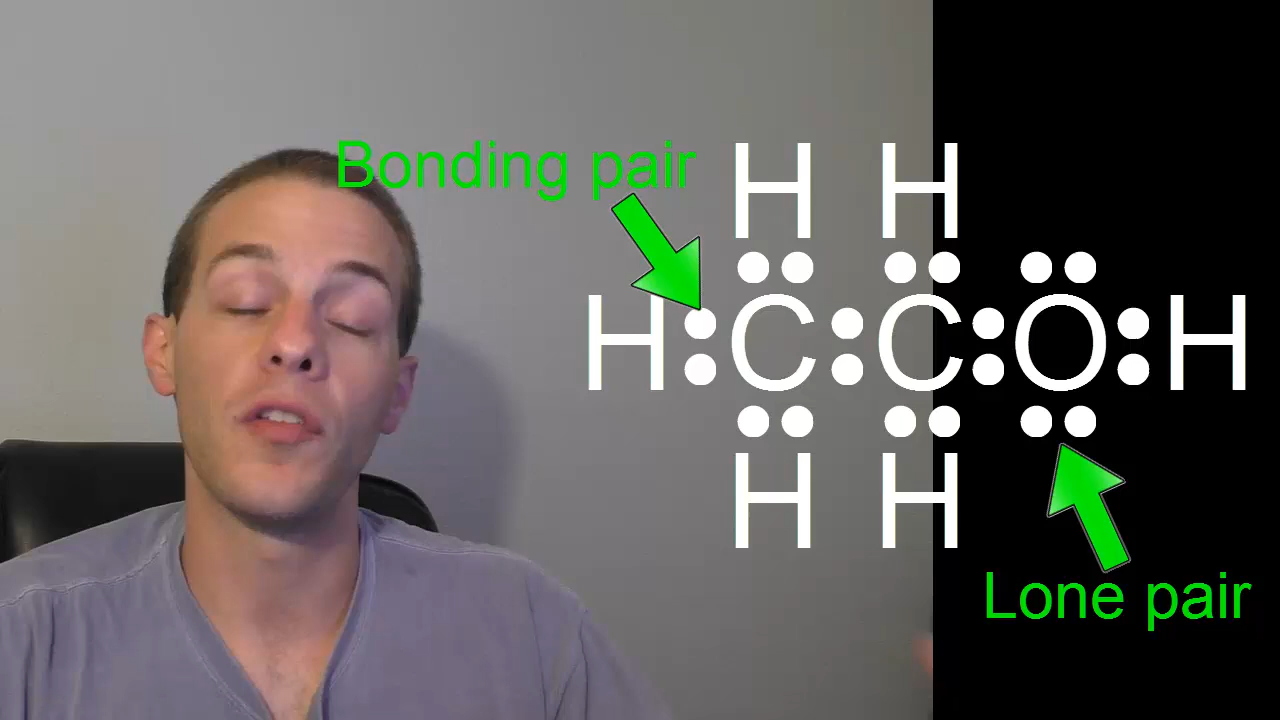 Bonding pair
H H
H:C:C:O:H
H H
Lone pair